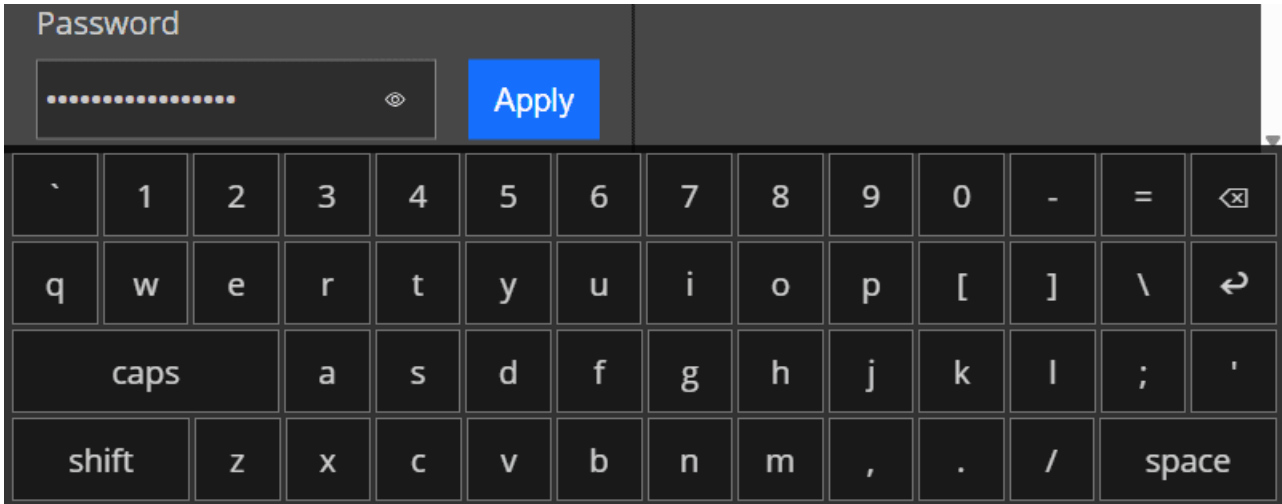 Password
••••••••••••••••• Apply
` 1 2 3 4 5 6 7 8 9 0 - =
q w e r t y u i o p [ ] \
caps a s d f g h j k l ; '
shift z x c v b n m , . / space